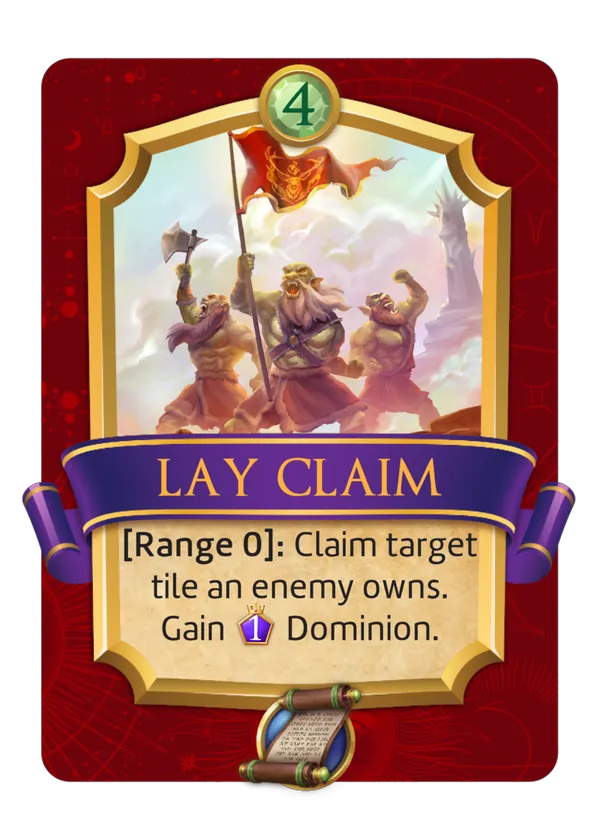 4
LAY CLAIM
[Range 0]: Claim target
tile an enemy owns.
Gain 1 Dominion.